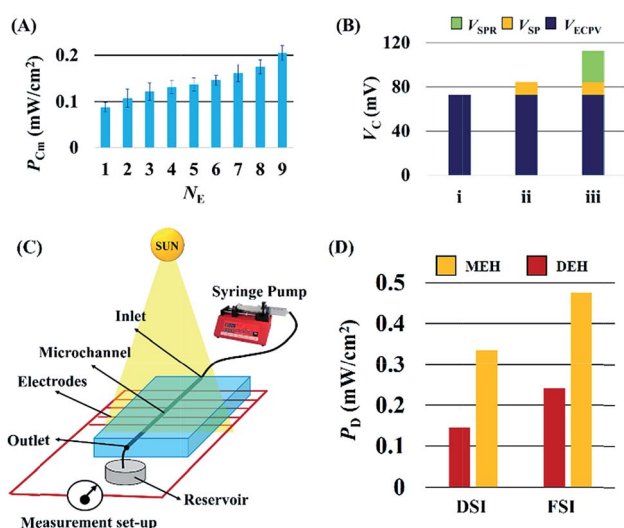 (A)
P_Cm (mW/cm²)
0.2
0.1
0
1 2 3 4 5 6 7 8 9
N_E
(B)
V_SPR V_SP V_ECPV
V_C (mV)
120
80
40
0
i ii iii
(C)
SUN
Syringe Pump
Inlet
Microchannel
Electrodes
Outlet
Reservoir
Measurement set-up
(D)
MEH DEH
P_D (mW/cm²)
0.5
0.4
0.3
0.2
0.1
0
DSI FSI